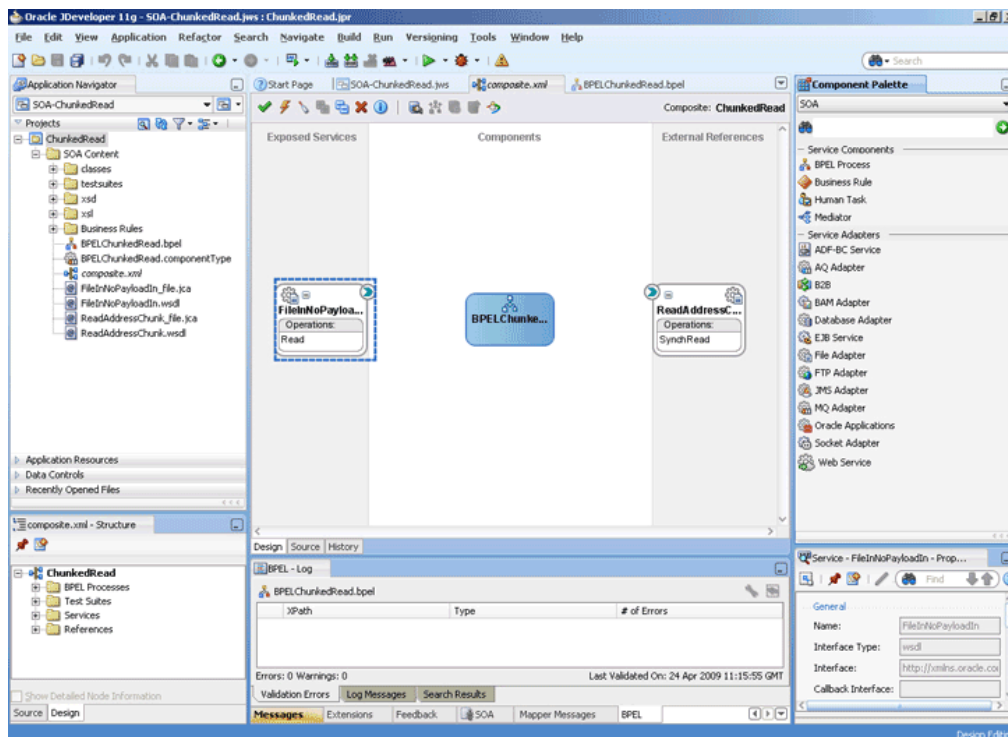 Oracle JDeveloper 11g - SOA-ChunkedRead.jws : ChunkedRead.jpr
File Edit View Application Refactor Search Navigate Build Run Versioning Tools Window Help
Search
Application Navigator
SOA-ChunkedRead
Projects
ChunkedRead
SOA Content
classes
testsuites
xsd
xsl
Business Rules
BPELChunkedRead.bpel
BPELChunkedRead.componentType
composite.xml
FileInNoPayloadIn_file.jca
FileInNoPayloadIn.wsdl
ReadAddressChunk_file.jca
ReadAddressChunk.wsdl
Application Resources
Data Controls
Recently Opened Files
composite.xml - Structure
ChunkedRead
BPEL Processes
Test Suites
Services
References
Show Detailed Node Information
Source Design
Start Page SOA-ChunkedRead.jws composite.xml BPELChunkedRead.bpel
Composite: ChunkedRead
Exposed Services Components External References
FileInNoPayloa...
Operations:
Read
BPELChunke...
ReadAddressC...
Operations:
SynchRead
Design Source History
BPEL - Log
BPELChunkedRead.bpel
XPath Type # of Errors
Errors: 0 Warnings: 0 Last Validated On: 24 Apr 2009 11:15:55 GMT
Validation Errors Log Messages Search Results
Messages Extensions Feedback SOA Mapper Messages BPEL
Component Palette
SOA
Service Components
BPEL Process
Business Rule
Human Task
Mediator
Service Adapters
ADF-BC Service
AQ Adapter
B2B
BAM Adapter
Database Adapter
EJB Service
File Adapter
FTP Adapter
JMS Adapter
MQ Adapter
Oracle Applications
Socket Adapter
Web Service
Service - FileInNoPayloadIn - Prop...
Find
General
Name: FileInNoPayloadIn
Interface Type: wsdl
Interface: http://xmlns.oracle.co
Callback Interface:
Design Edit